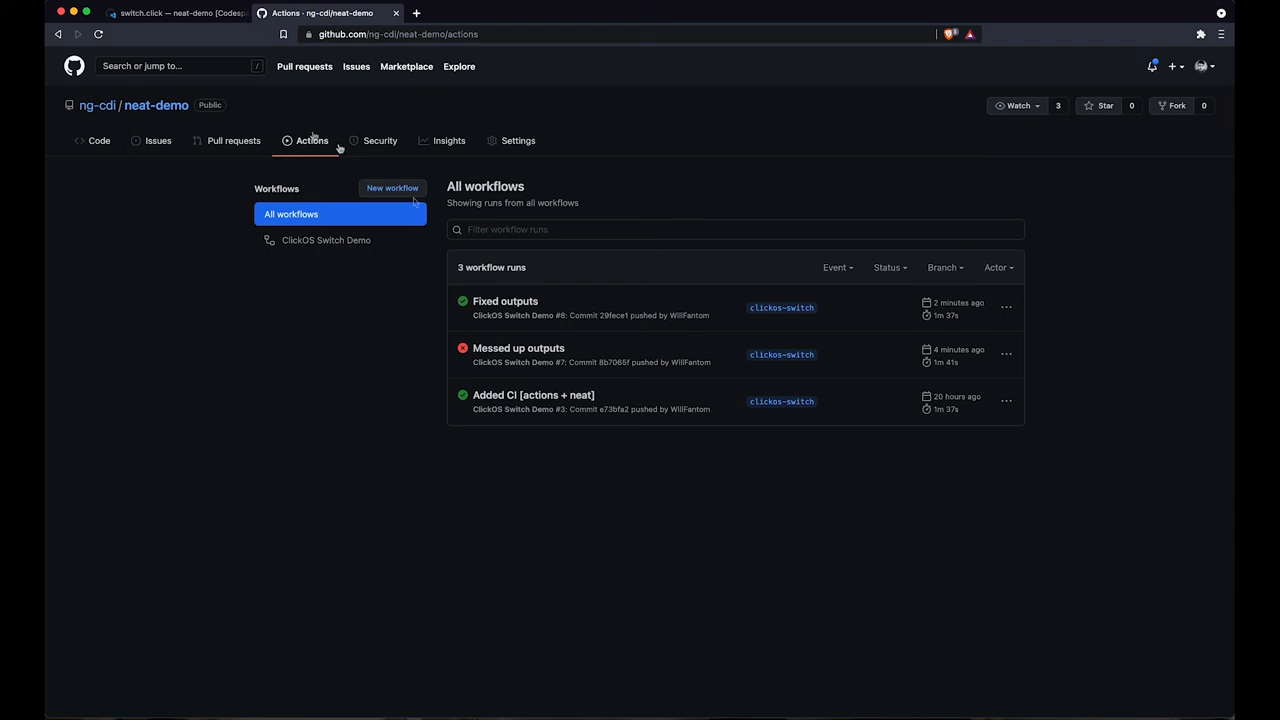 switch.click — neat-demo [Codesp
Actions · ng-cdi/neat-demo
github.com/ng-cdi/neat-demo/actions
Search or jump to...
/
Pull requests
Issues
Marketplace
Explore
ng-cdi / neat-demo
Public
Watch
3
Star
0
Fork
0
Code
Issues
Pull requests
Actions
Security
Insights
Settings
Workflows
New workflow
All workflows
ClickOS Switch Demo
All workflows
Showing runs from all workflows
Filter workflow runs
3 workflow runs
Event
Status
Branch
Actor
Fixed outputs
ClickOS Switch Demo #8: Commit 29fece1 pushed by WillFantom
clickos-switch
2 minutes ago
1m 37s
Messed up outputs
ClickOS Switch Demo #7: Commit 8b7065f pushed by WillFantom
clickos-switch
4 minutes ago
1m 41s
Added CI [actions + neat]
ClickOS Switch Demo #3: Commit e73bfa2 pushed by WillFantom
clickos-switch
20 hours ago
1m 37s